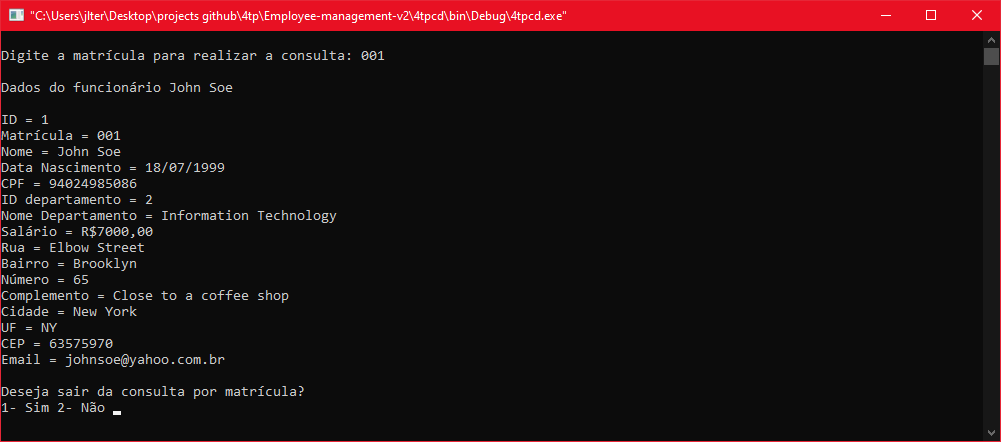 "C:\Users\jlter\Desktop\projects github\4tp\Employee-management-v2\4tpcd\bin\Debug\4tpcd.exe"
Digite a matrícula para realizar a consulta: 001
Dados do funcionário John Soe
ID = 1
Matrícula = 001
Nome = John Soe
Data Nascimento = 18/07/1999
CPF = 94024985086
ID departamento = 2
Nome Departamento = Information Technology
Salário = R$7000,00
Rua = Elbow Street
Bairro = Brooklyn
Número = 65
Complemento = Close to a coffee shop
Cidade = New York
UF = NY
CEP = 63575970
Email = johnsoe@yahoo.com.br
Deseja sair da consulta por matrícula?
1- Sim 2- Não